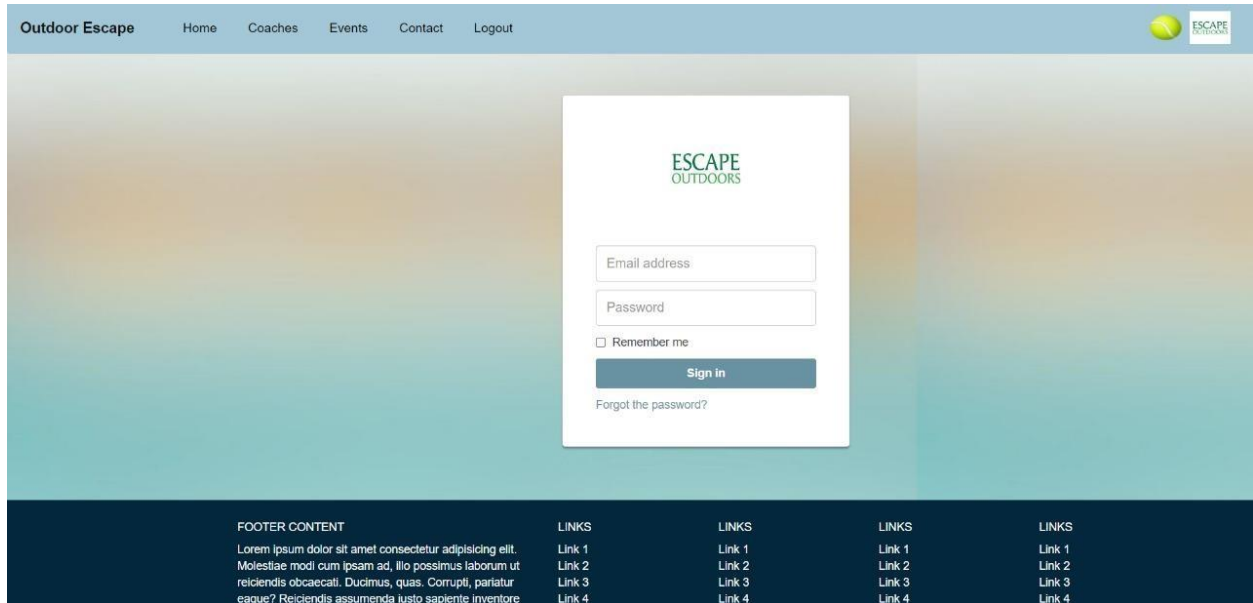 Outdoor Escape Home Coaches Events Contact Logout
ESCAPE
OUTDOORS
ESCAPE
OUTDOORS
Email address
Password
Remember me
Sign in
Forgot the password?
FOOTER CONTENT
Lorem ipsum dolor sit amet consectetur adipisicing elit.
Molestiae modi cum ipsam ad, illo possimus laborum ut
reiciendis obcaecati. Ducimus, quas. Corrupti, pariatur
eaque? Reiciendis assumenda iusto sapiente inventore
LINKS
Link 1
Link 2
Link 3
Link 4
LINKS
Link 1
Link 2
Link 3
Link 4
LINKS
Link 1
Link 2
Link 3
Link 4
LINKS
Link 1
Link 2
Link 3
Link 4